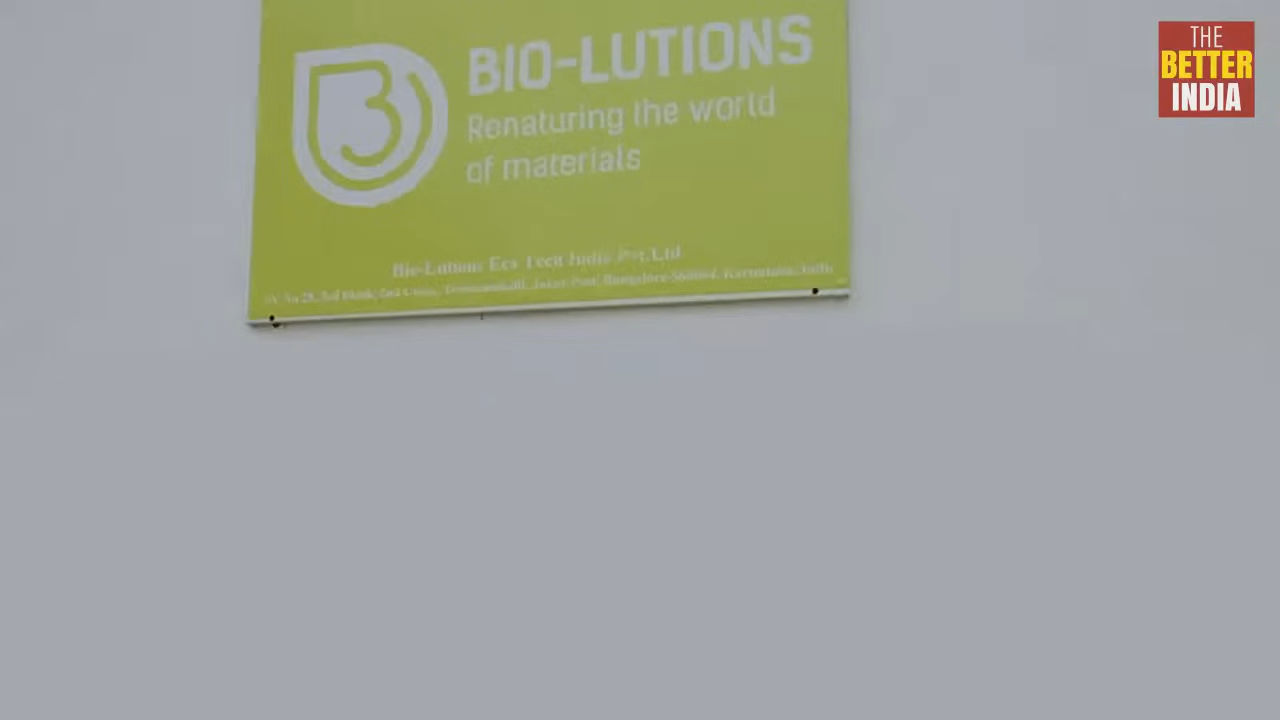 BIO-LUTIONS
Renaturing the world
of materials
Bio-Lutions Eco Tech India Pvt.Ltd.
THE
BETTER
INDIA